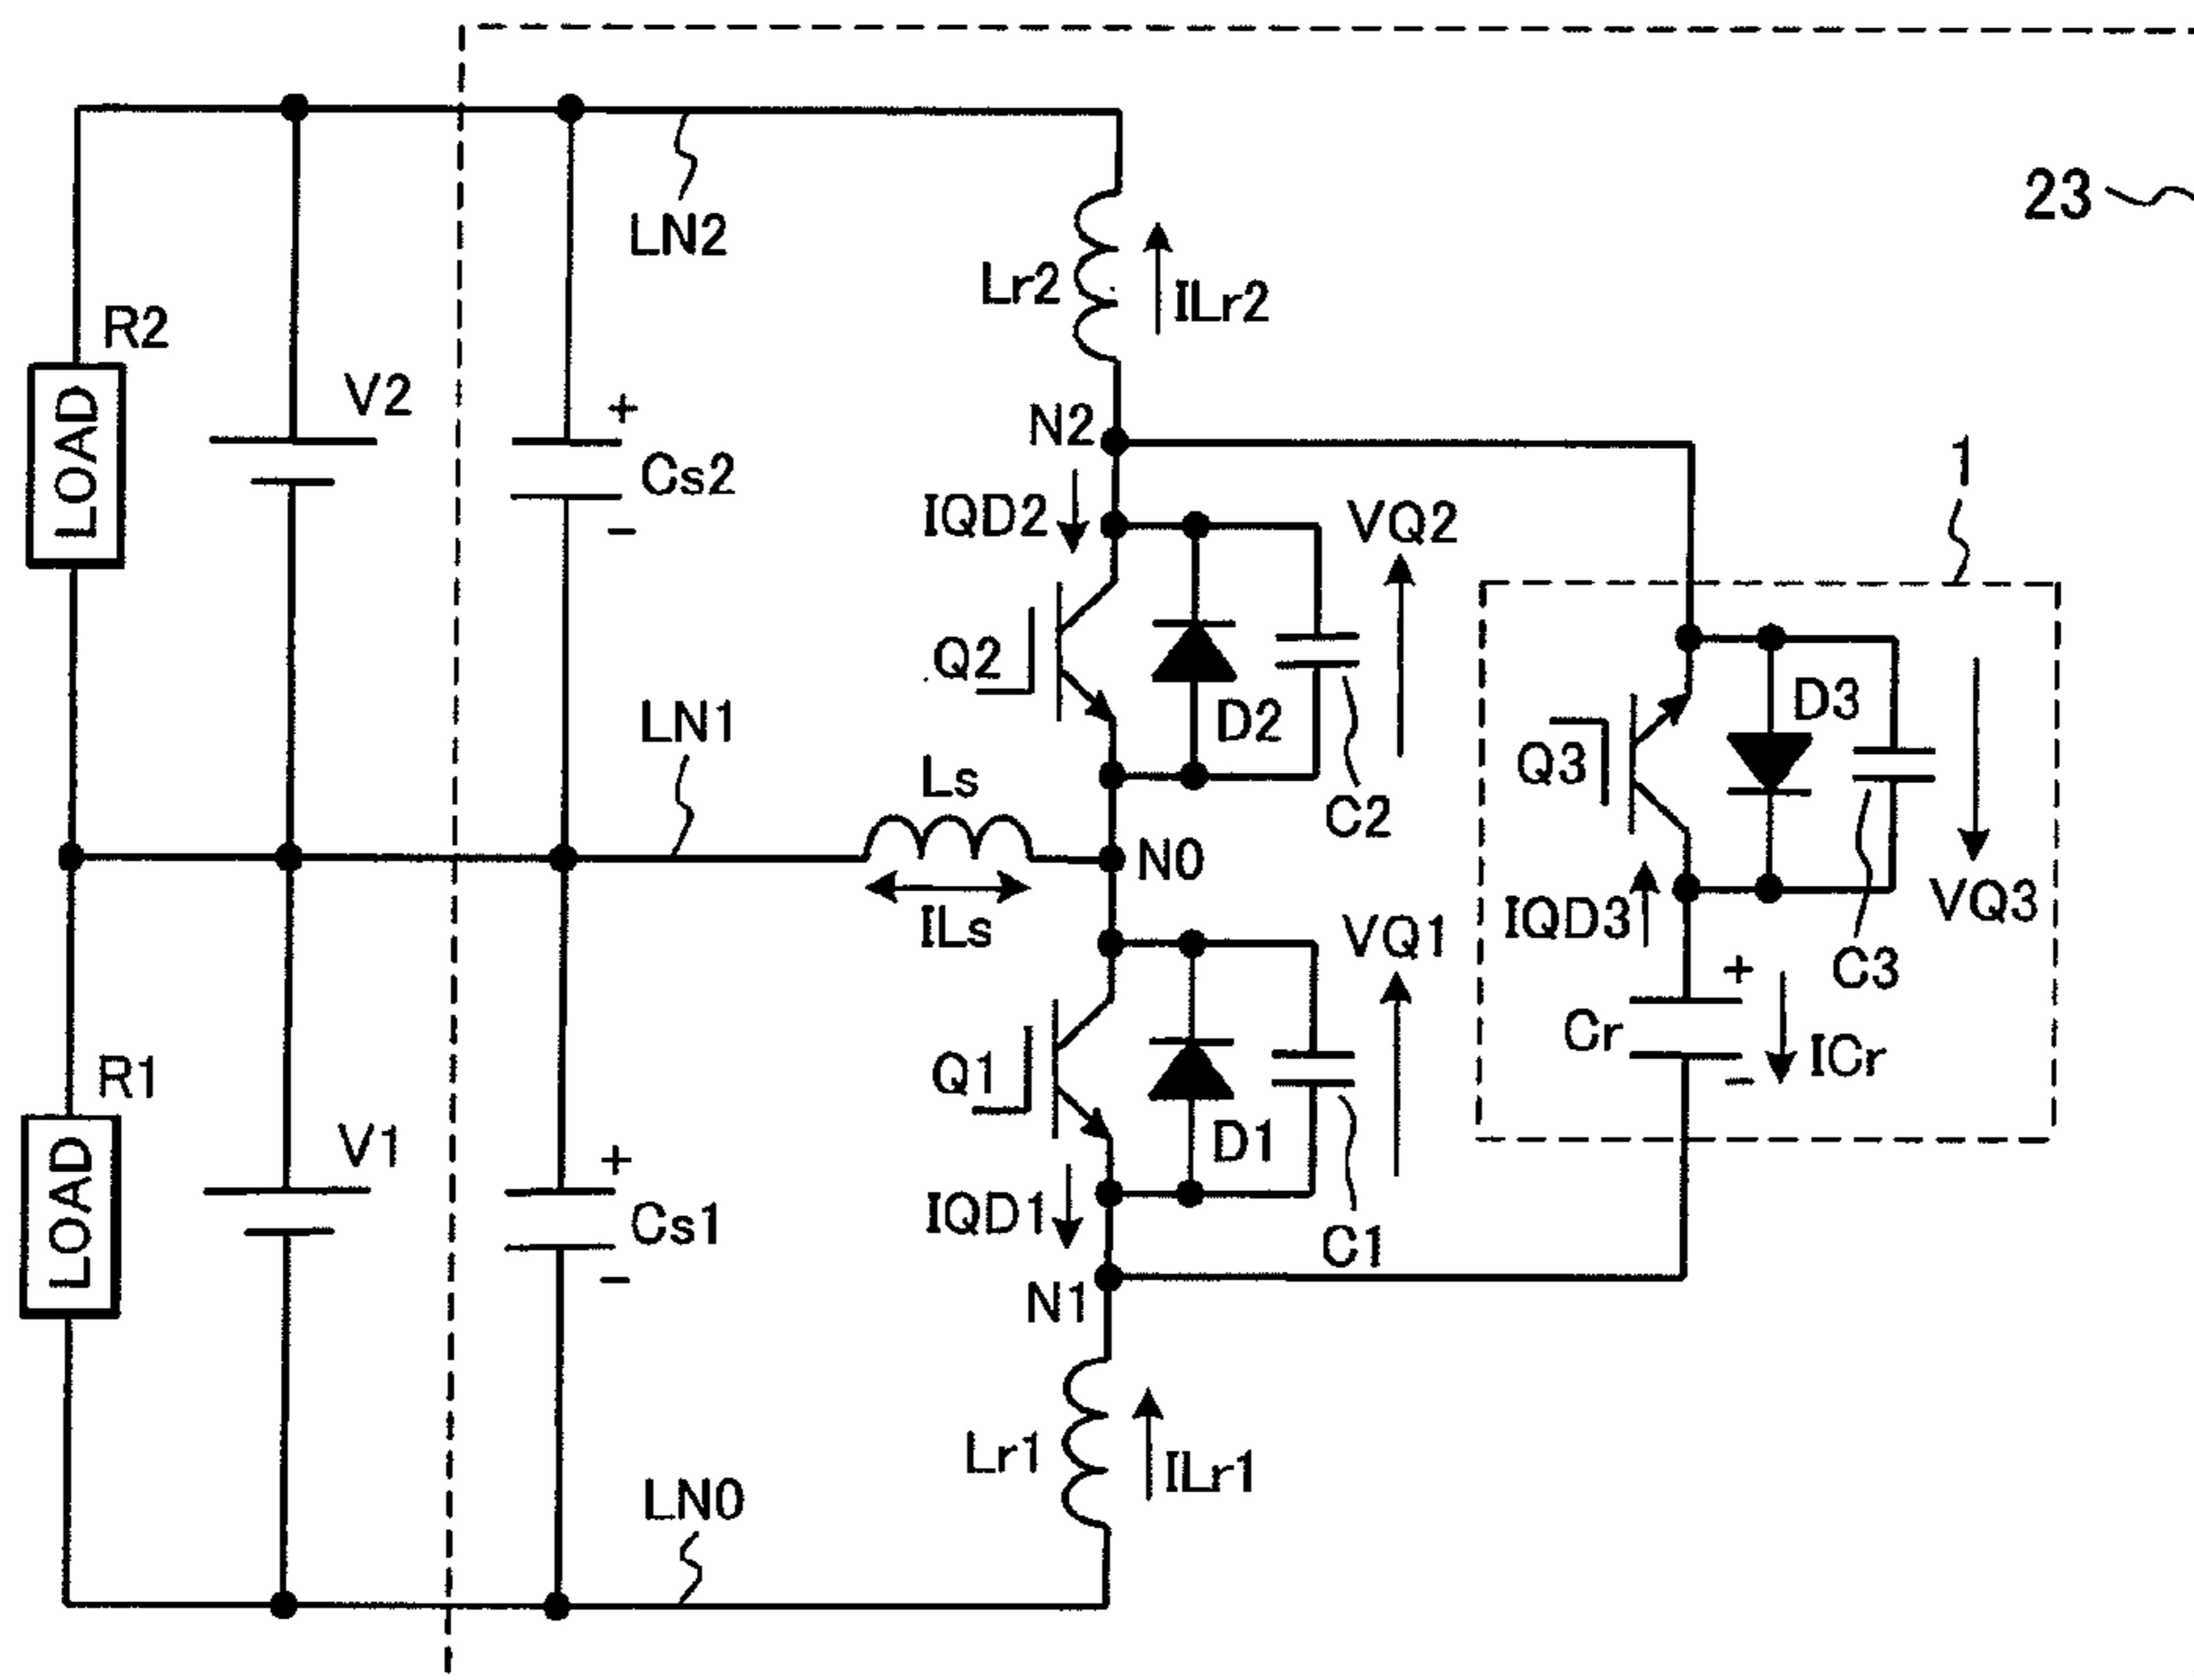 23
LN2
Lr2
ILr2
R2
LOAD
V2
+
Cs2
-
N2
IQD2
VQ2
1
Q2
D2
C2
LN1
Ls
N0
ILs
Q3
D3
VQ3
IQD3
C3
+
Cr
ICr
-
VQ1
Q1
D1
R1
LOAD
V1
+
Cs1
-
IQD1
C1
N1
Lr1
ILr1
LN0